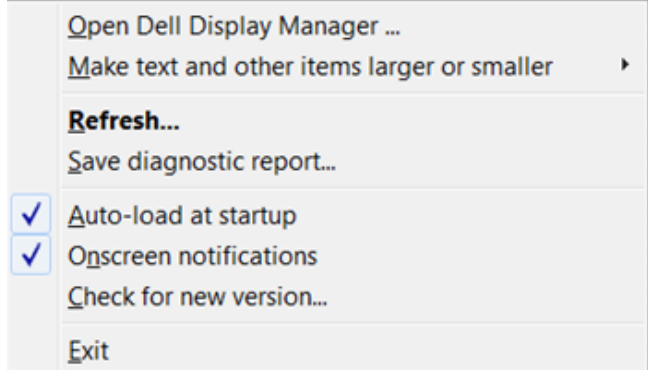 Open Dell Display Manager ...
Make text and other items larger or smaller
Refresh...
Save diagnostic report...
Auto-load at startup
Onscreen notifications
Check for new version...
Exit